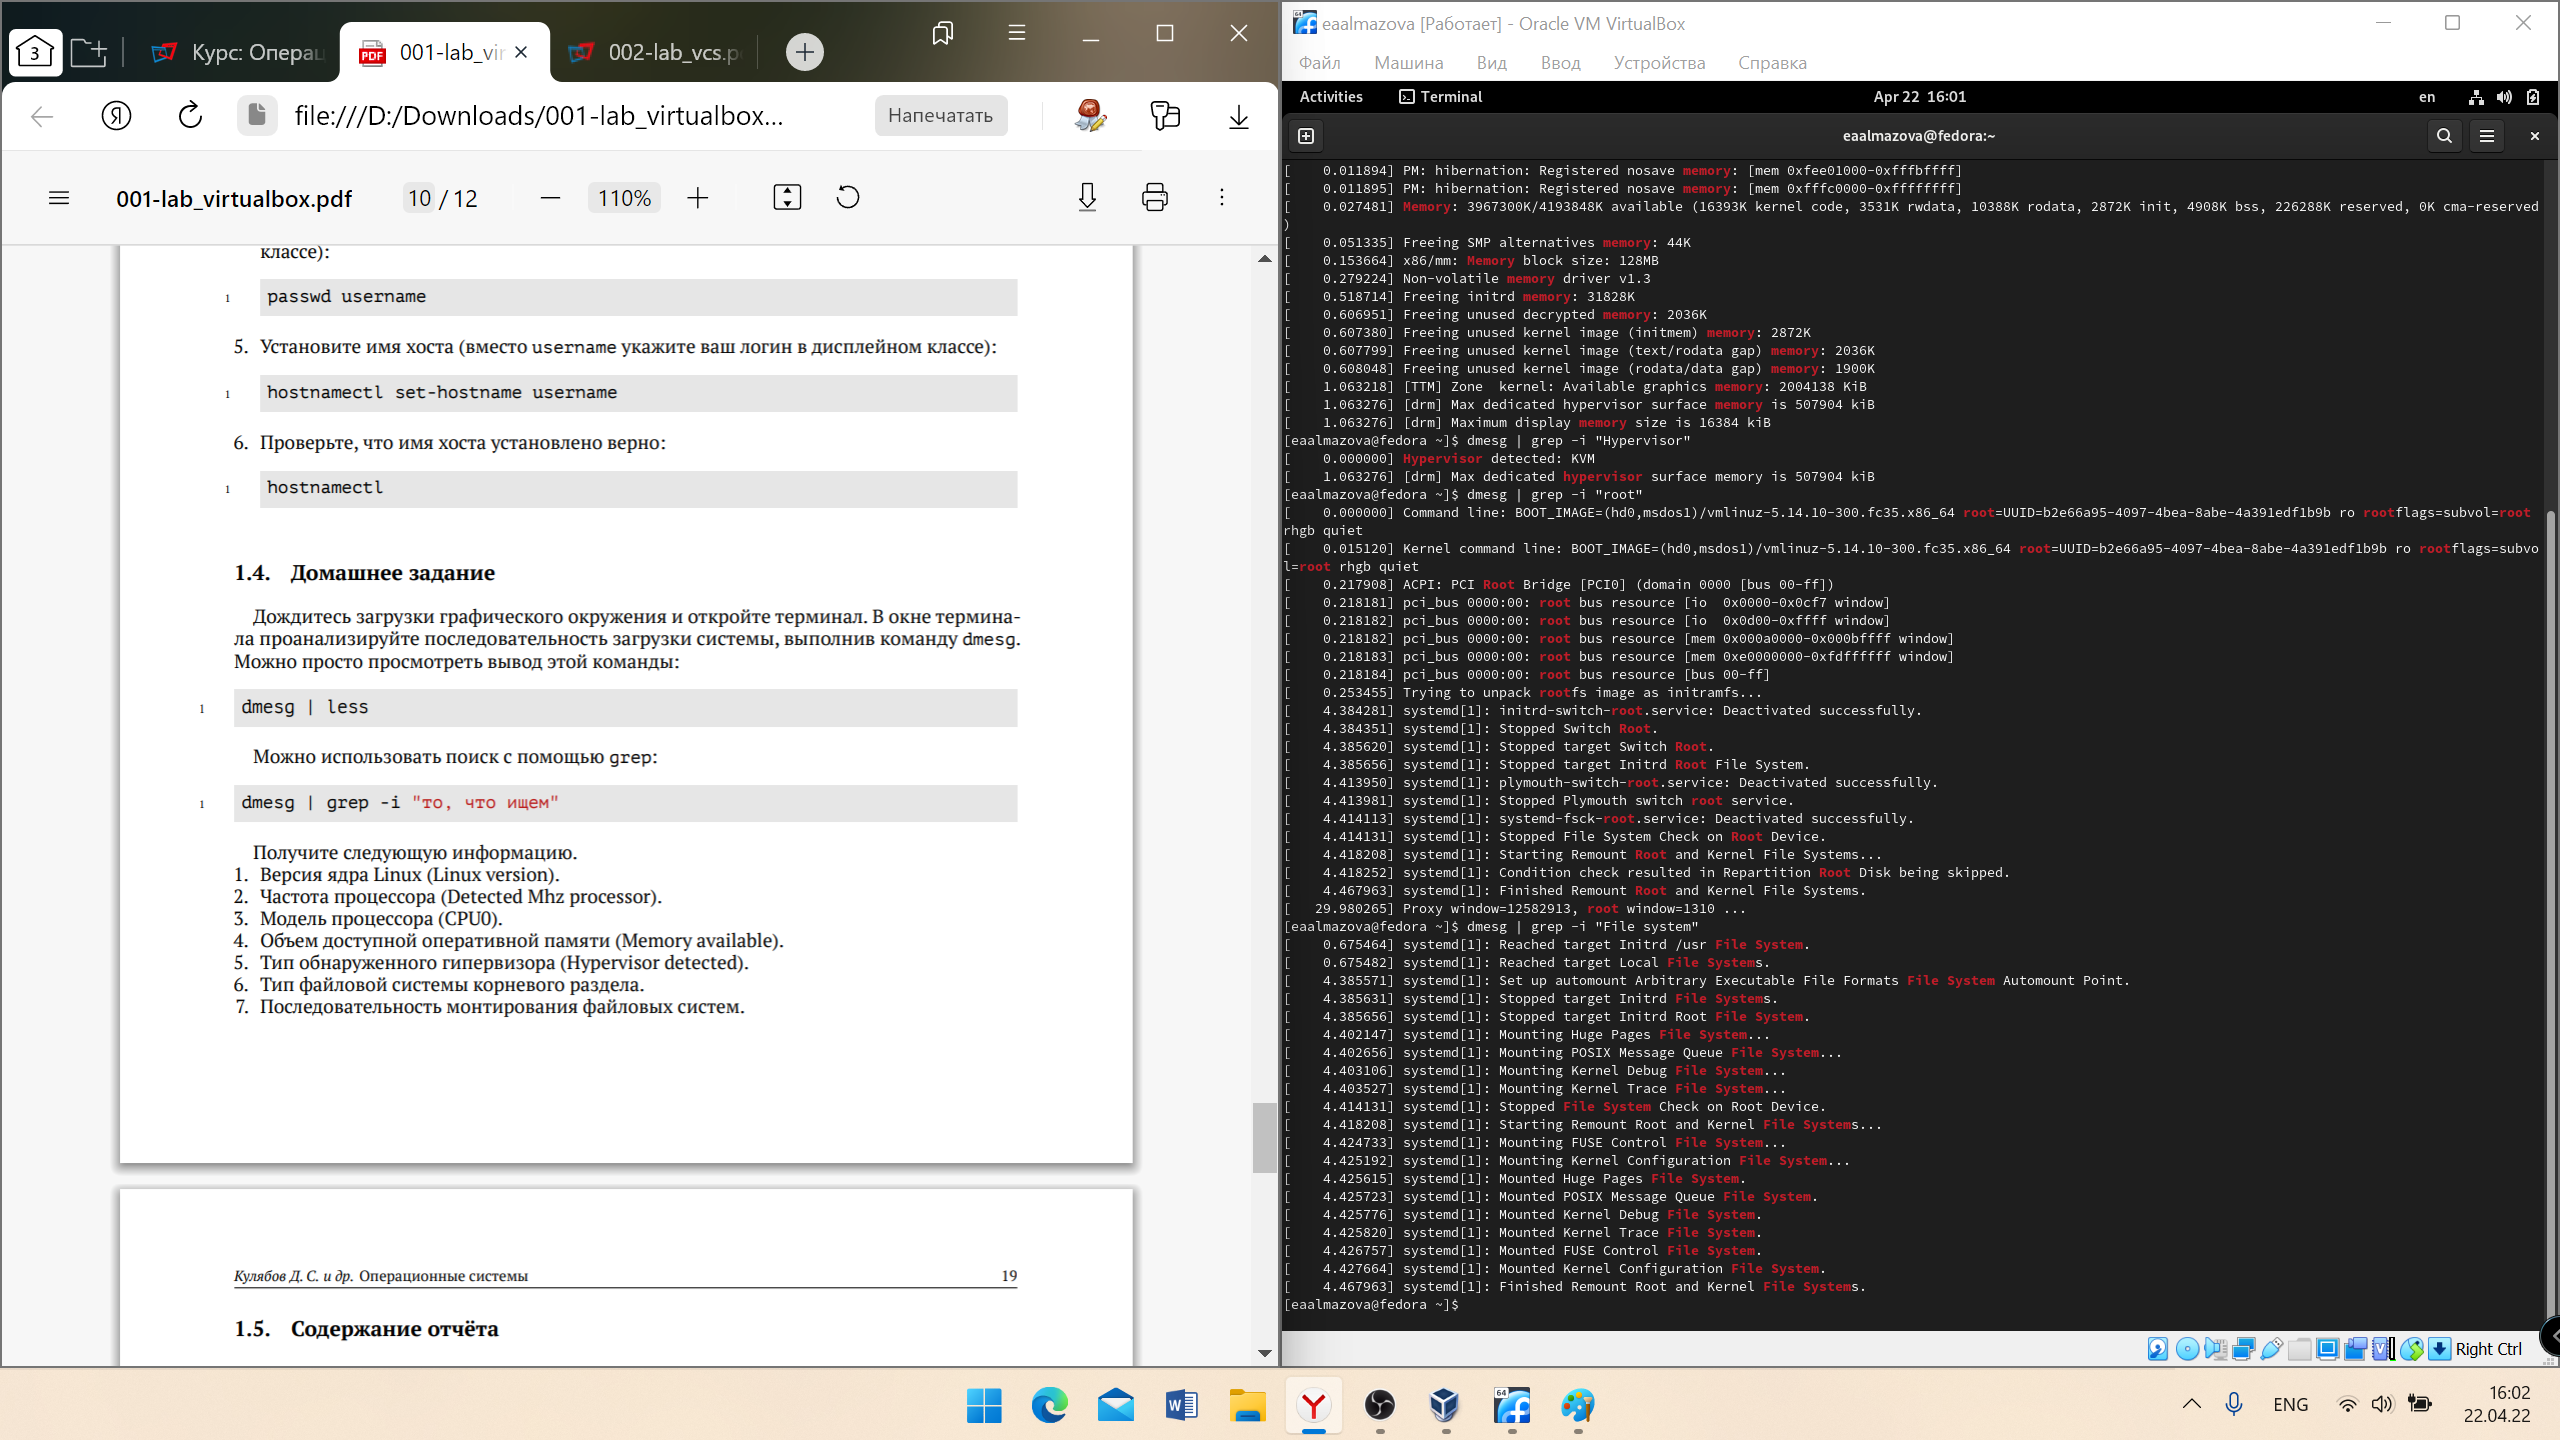 3
Курс: Операц
001-lab_vir
002-lab_vcs.p
file:///D:/Downloads/001-lab_virtualbox...
Напечатать
001-lab_virtualbox.pdf
10 / 12
110%
классе):
1 passwd username
5. Установите имя хоста (вместо username укажите ваш логин в дисплейном классе):
1 hostnamectl set-hostname username
6. Проверьте, что имя хоста установлено верно:
1 hostnamectl
1.4. Домашнее задание
Дождитесь загрузки графического окружения и откройте терминал. В окне термина-
ла проанализируйте последовательность загрузки системы, выполнив команду dmesg.
Можно просто просмотреть вывод этой команды:
1 dmesg | less
Можно использовать поиск с помощью grep:
1 dmesg | grep -i "то, что ищем"
Получите следующую информацию.
1. Версия ядра Linux (Linux version).
2. Частота процессора (Detected Mhz processor).
3. Модель процессора (CPU0).
4. Объем доступной оперативной памяти (Memory available).
5. Тип обнаруженного гипервизора (Hypervisor detected).
6. Тип файловой системы корневого раздела.
7. Последовательность монтирования файловых систем.
Кулябов Д. С. и др. Операционные системы 19
1.5. Содержание отчёта
eaalmazova [Работает] - Oracle VM VirtualBox
Файл Машина Вид Ввод Устройства Справка
Activities Terminal Apr 22 16:01 en
eaalmazova@fedora:~
[    0.011894] PM: hibernation: Registered nosave memory: [mem 0xfee01000-0xfffbffff]
[    0.011895] PM: hibernation: Registered nosave memory: [mem 0xfffc0000-0xffffffff]
[    0.027481] Memory: 3967300K/4193848K available (16393K kernel code, 3531K rwdata, 10388K rodata, 2872K init, 4908K bss, 226288K reserved, 0K cma-reserved
)
[    0.051335] Freeing SMP alternatives memory: 44K
[    0.153664] x86/mm: Memory block size: 128MB
[    0.279224] Non-volatile memory driver v1.3
[    0.518714] Freeing initrd memory: 31828K
[    0.606951] Freeing unused decrypted memory: 2036K
[    0.607380] Freeing unused kernel image (initmem) memory: 2872K
[    0.607799] Freeing unused kernel image (text/rodata gap) memory: 2036K
[    0.608048] Freeing unused kernel image (rodata/data gap) memory: 1900K
[    1.063218] [TTM] Zone  kernel: Available graphics memory: 2004138 KiB
[    1.063276] [drm] Max dedicated hypervisor surface memory is 507904 kiB
[    1.063276] [drm] Maximum display memory size is 16384 kiB
[eaalmazova@fedora ~]$ dmesg | grep -i "Hypervisor"
[    0.000000] Hypervisor detected: KVM
[    1.063276] [drm] Max dedicated hypervisor surface memory is 507904 kiB
[eaalmazova@fedora ~]$ dmesg | grep -i "root"
[    0.000000] Command line: BOOT_IMAGE=(hd0,msdos1)/vmlinuz-5.14.10-300.fc35.x86_64 root=UUID=b2e66a95-4097-4bea-8abe-4a391edf1b9b ro rootflags=subvol=root
rhgb quiet
[    0.015120] Kernel command line: BOOT_IMAGE=(hd0,msdos1)/vmlinuz-5.14.10-300.fc35.x86_64 root=UUID=b2e66a95-4097-4bea-8abe-4a391edf1b9b ro rootflags=subvo
l=root rhgb quiet
[    0.217908] ACPI: PCI Root Bridge [PCI0] (domain 0000 [bus 00-ff])
[    0.218181] pci_bus 0000:00: root bus resource [io  0x0000-0x0cf7 window]
[    0.218182] pci_bus 0000:00: root bus resource [io  0x0d00-0xffff window]
[    0.218182] pci_bus 0000:00: root bus resource [mem 0x000a0000-0x000bffff window]
[    0.218183] pci_bus 0000:00: root bus resource [mem 0xe0000000-0xfdffffff window]
[    0.218184] pci_bus 0000:00: root bus resource [bus 00-ff]
[    0.253455] Trying to unpack rootfs image as initramfs...
[    4.384281] systemd[1]: initrd-switch-root.service: Deactivated successfully.
[    4.384351] systemd[1]: Stopped Switch Root.
[    4.385620] systemd[1]: Stopped target Switch Root.
[    4.385656] systemd[1]: Stopped target Initrd Root File System.
[    4.413950] systemd[1]: plymouth-switch-root.service: Deactivated successfully.
[    4.413981] systemd[1]: Stopped Plymouth switch root service.
[    4.414113] systemd[1]: systemd-fsck-root.service: Deactivated successfully.
[    4.414131] systemd[1]: Stopped File System Check on Root Device.
[    4.418208] systemd[1]: Starting Remount Root and Kernel File Systems...
[    4.418252] systemd[1]: Condition check resulted in Repartition Root Disk being skipped.
[    4.467963] systemd[1]: Finished Remount Root and Kernel File Systems.
[   29.980265] Proxy window=12582913, root window=1310 ...
[eaalmazova@fedora ~]$ dmesg | grep -i "File system"
[    0.675464] systemd[1]: Reached target Initrd /usr File System.
[    0.675482] systemd[1]: Reached target Local File Systems.
[    4.385571] systemd[1]: Set up automount Arbitrary Executable File Formats File System Automount Point.
[    4.385631] systemd[1]: Stopped target Initrd File Systems.
[    4.385656] systemd[1]: Stopped target Initrd Root File System.
[    4.402147] systemd[1]: Mounting Huge Pages File System...
[    4.402656] systemd[1]: Mounting POSIX Message Queue File System...
[    4.403106] systemd[1]: Mounting Kernel Debug File System...
[    4.403527] systemd[1]: Mounting Kernel Trace File System...
[    4.414131] systemd[1]: Stopped File System Check on Root Device.
[    4.418208] systemd[1]: Starting Remount Root and Kernel File Systems...
[    4.424733] systemd[1]: Mounting FUSE Control File System...
[    4.425192] systemd[1]: Mounting Kernel Configuration File System...
[    4.425615] systemd[1]: Mounted Huge Pages File System.
[    4.425723] systemd[1]: Mounted POSIX Message Queue File System.
[    4.425776] systemd[1]: Mounted Kernel Debug File System.
[    4.425820] systemd[1]: Mounted Kernel Trace File System.
[    4.426757] systemd[1]: Mounted FUSE Control File System.
[    4.427664] systemd[1]: Mounted Kernel Configuration File System.
[    4.467963] systemd[1]: Finished Remount Root and Kernel File Systems.
[eaalmazova@fedora ~]$
Right Ctrl
ENG
16:02
22.04.22